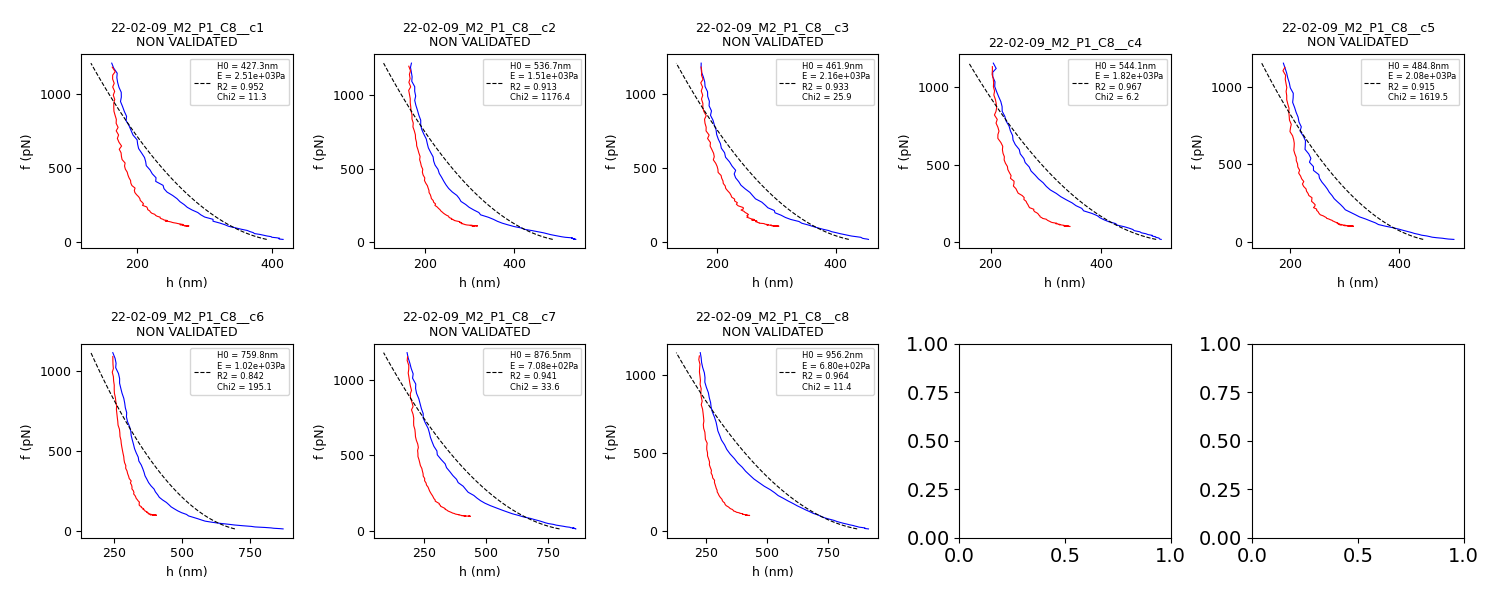 22-02-09_M2_P1_C8__c1
NON VALIDATED
H0 = 427.3nm
E = 2.51e+03Pa
R2 = 0.952
Chi2 = 11.3
f (pN)
1000
500
0
200
400
h (nm)
22-02-09_M2_P1_C8__c2
NON VALIDATED
H0 = 536.7nm
E = 1.51e+03Pa
R2 = 0.913
Chi2 = 1176.4
f (pN)
1000
500
0
200
400
h (nm)
22-02-09_M2_P1_C8__c3
NON VALIDATED
H0 = 461.9nm
E = 2.16e+03Pa
R2 = 0.933
Chi2 = 25.9
f (pN)
1000
500
0
200
400
h (nm)
22-02-09_M2_P1_C8__c4
H0 = 544.1nm
E = 1.82e+03Pa
R2 = 0.967
Chi2 = 6.2
f (pN)
1000
500
0
200
400
h (nm)
22-02-09_M2_P1_C8__c5
NON VALIDATED
H0 = 484.8nm
E = 2.08e+03Pa
R2 = 0.915
Chi2 = 1619.5
f (pN)
1000
500
0
200
400
h (nm)
22-02-09_M2_P1_C8__c6
NON VALIDATED
H0 = 759.8nm
E = 1.02e+03Pa
R2 = 0.842
Chi2 = 195.1
f (pN)
1000
500
0
250
500
750
h (nm)
22-02-09_M2_P1_C8__c7
NON VALIDATED
H0 = 876.5nm
E = 7.08e+02Pa
R2 = 0.941
Chi2 = 33.6
f (pN)
1000
500
0
250
500
750
h (nm)
22-02-09_M2_P1_C8__c8
NON VALIDATED
H0 = 956.2nm
E = 6.80e+02Pa
R2 = 0.964
Chi2 = 11.4
f (pN)
1000
500
0
250
500
750
h (nm)
1.00
0.75
0.50
0.25
0.00
0.0
0.5
1.0
1.00
0.75
0.50
0.25
0.00
0.0
0.5
1.0